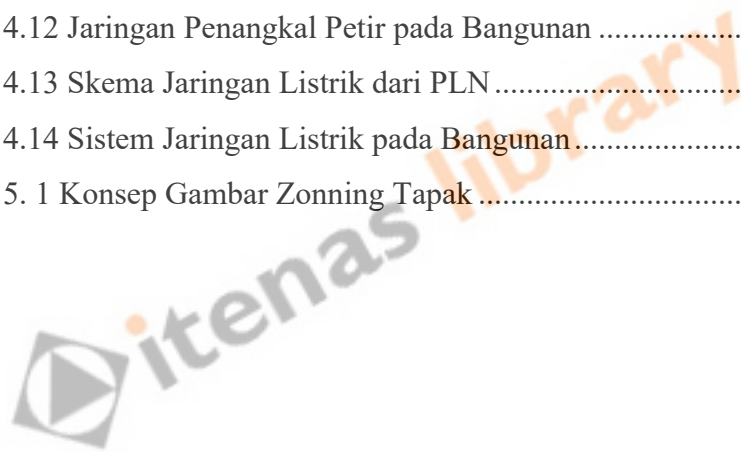 4.12 Jaringan Penangkal Petir pada Bangunan ..................
4.13 Skema Jaringan Listrik dari PLN...............................
4.14 Sistem Jaringan Listrik pada Bangunan.....................
5. 1 Konsep Gambar Zonning Tapak .................................
itenas library